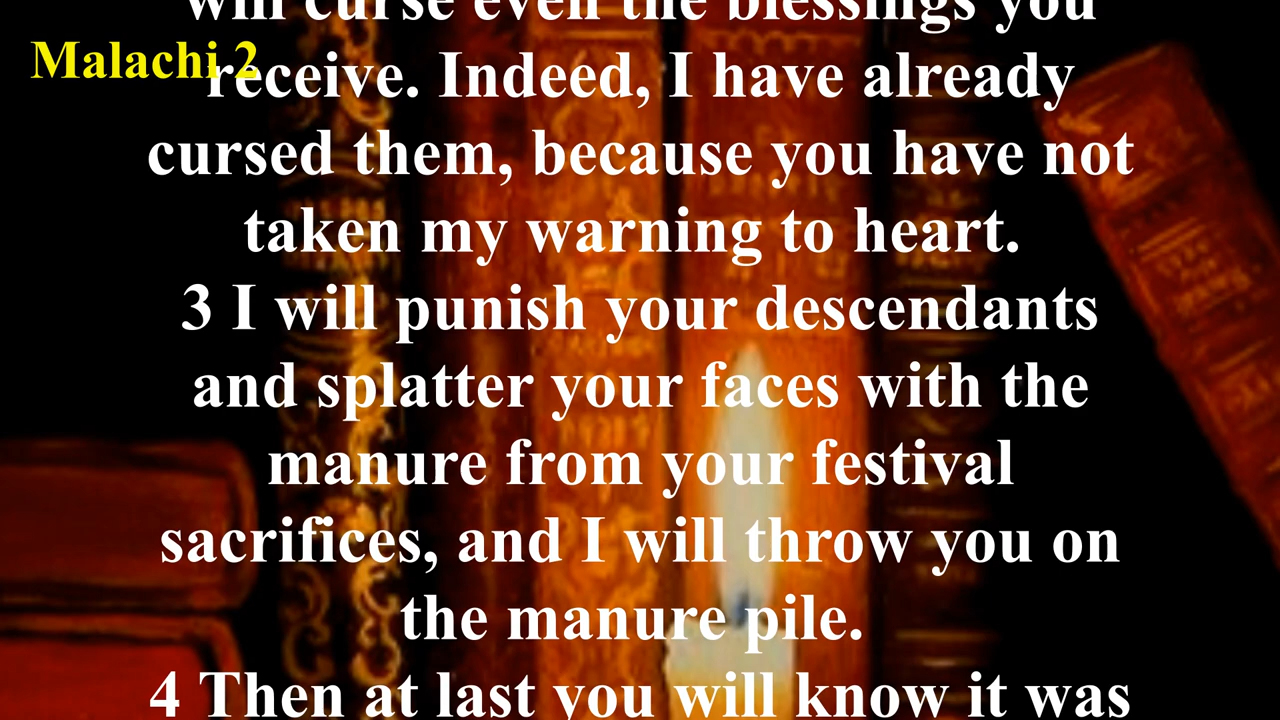 will curse even the blessings you
Malachi 2
receive. Indeed, I have already
cursed them, because you have not
taken my warning to heart.
3 I will punish your descendants
and splatter your faces with the
manure from your festival
sacrifices, and I will throw you on
the manure pile.
4 Then at last you will know it was